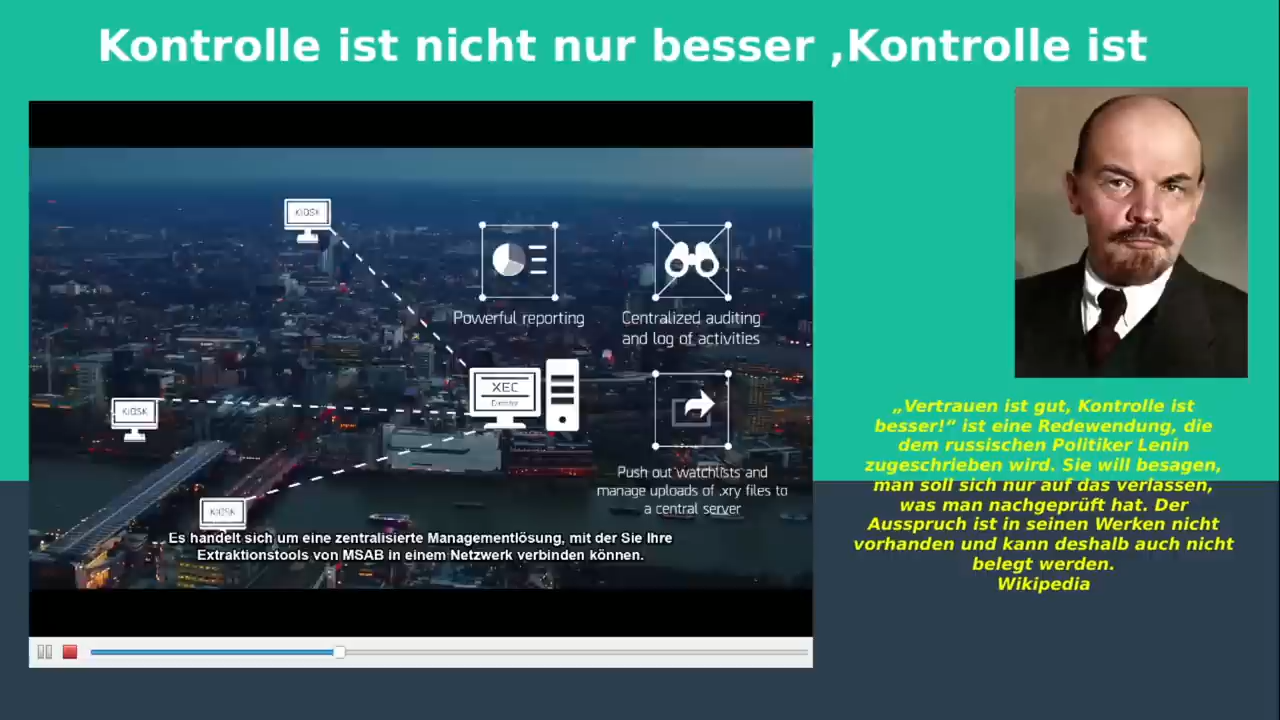 Kontrolle ist nicht nur besser ,Kontrolle ist
KIOSK
Powerful reporting
Centralized auditing
and log of activities
XEC
Director
KIOSK
Push out watchlists and
manage uploads of .xry files to
a central server
KIOSK
Es handelt sich um eine zentralisierte Managementlösung, mit der Sie Ihre
Extraktionstools von MSAB in einem Netzwerk verbinden können.
„Vertrauen ist gut, Kontrolle ist
besser!“ ist eine Redewendung, die
dem russischen Politiker Lenin
zugeschrieben wird. Sie will besagen,
man soll sich nur auf das verlassen,
was man nachgeprüft hat. Der
Ausspruch ist in seinen Werken nicht
vorhanden und kann deshalb auch nicht
belegt werden.
Wikipedia